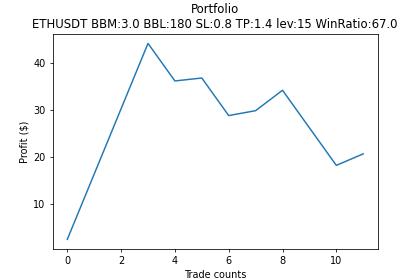 Portfolio
ETHUSDT BBM:3.0 BBL:180 SL:0.8 TP:1.4 lev:15 WinRatio:67.0
40
30
20
10
Profit ($)
0 2 4 6 8 10
Trade counts